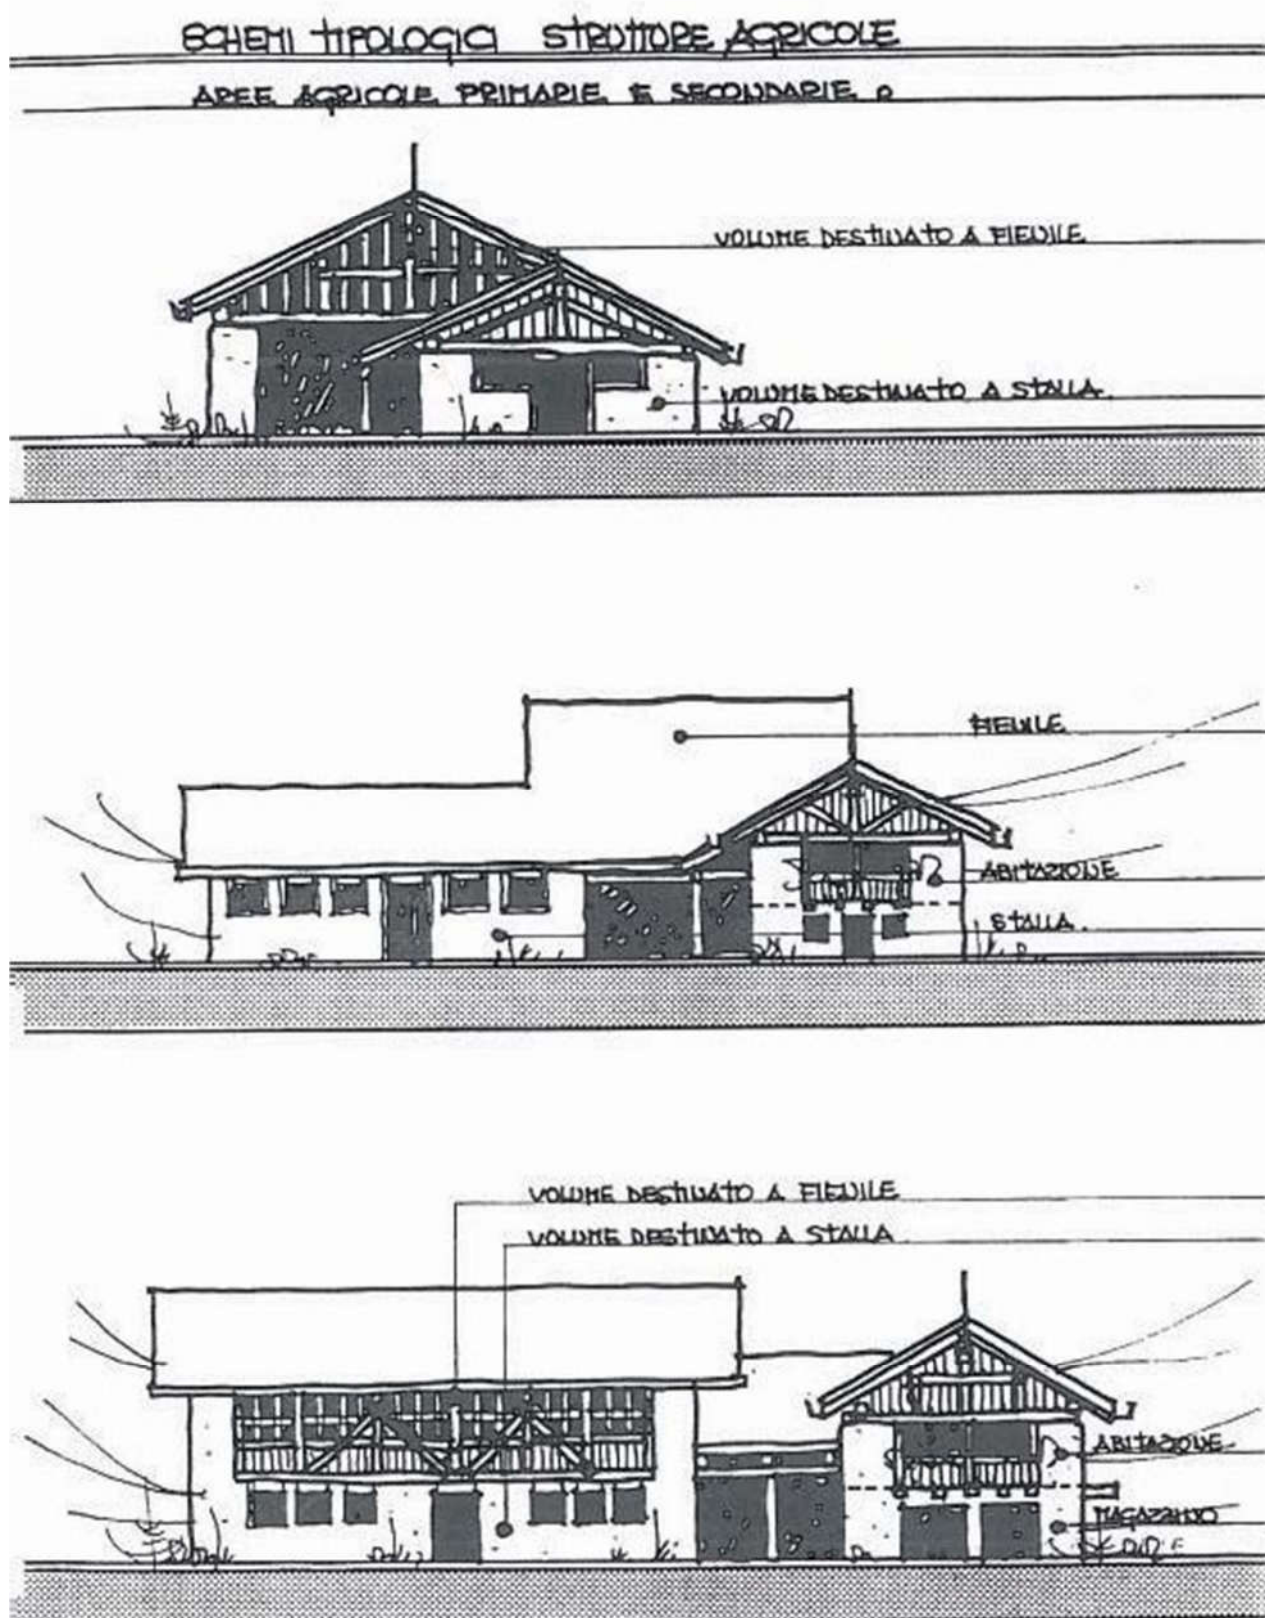 SCHEMI TIPOLOGICI STRUTTURE AGRICOLE
AREE AGRICOLE PRIMARIE E SECONDARIE
VOLUME DESTINATO A FIENILE
VOLUME DESTINATO A STALLA.
FIENILE
ABITAZIONE
STALLA.
VOLUME DESTINATO A FIENILE
VOLUME DESTINATO A STALLA
ABITAZIONE
MAGAZZINO